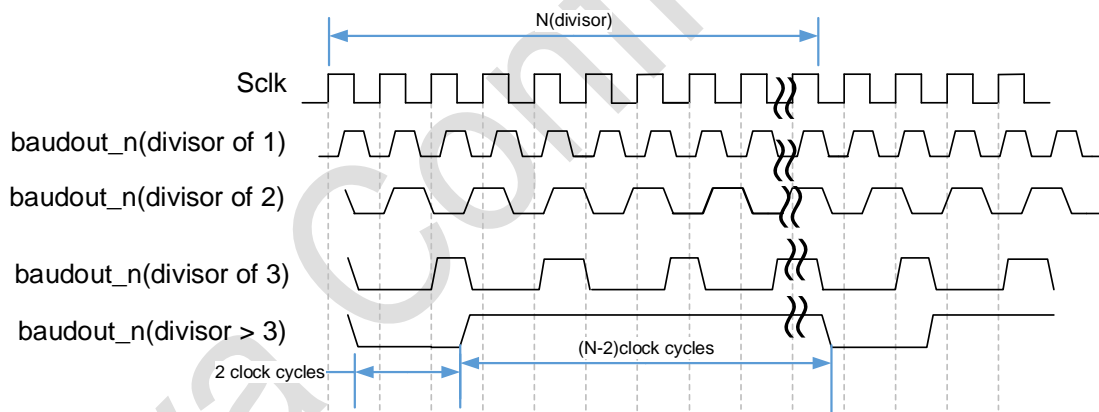 N(divisor)
Sclk
baudout_n(divisor of 1)
baudout_n(divisor of 2)
baudout_n(divisor of 3)
baudout_n(divisor > 3)
(N-2)clock cycles
2 clock cycles